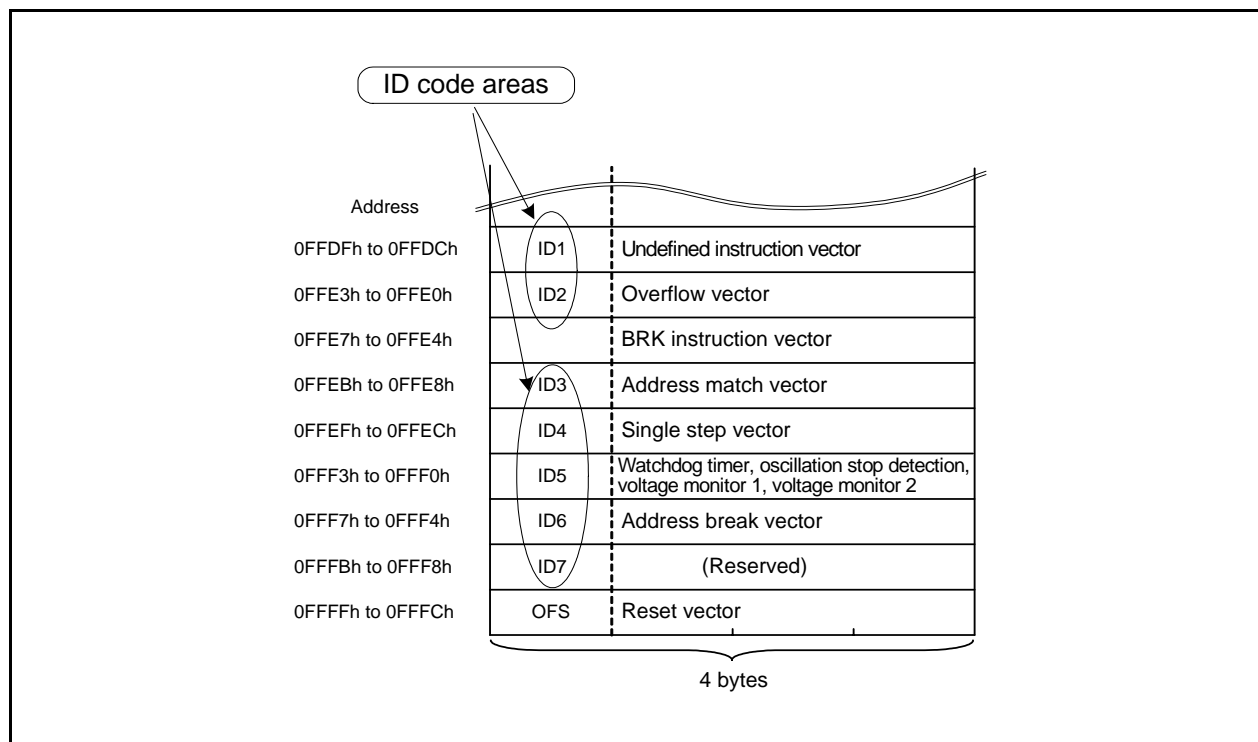 ID code areas
Address
0FFDFh to 0FFDCh ID1 Undefined instruction vector
0FFE3h to 0FFE0h ID2 Overflow vector
0FFE7h to 0FFE4h BRK instruction vector
0FFEBh to 0FFE8h ID3 Address match vector
0FFEFh to 0FFECh ID4 Single step vector
0FFF3h to 0FFF0h ID5 Watchdog timer, oscillation stop detection,
voltage monitor 1, voltage monitor 2
0FFF7h to 0FFF4h ID6 Address break vector
0FFFBh to 0FFF8h ID7 (Reserved)
0FFFFh to 0FFFCh OFS Reset vector
4 bytes